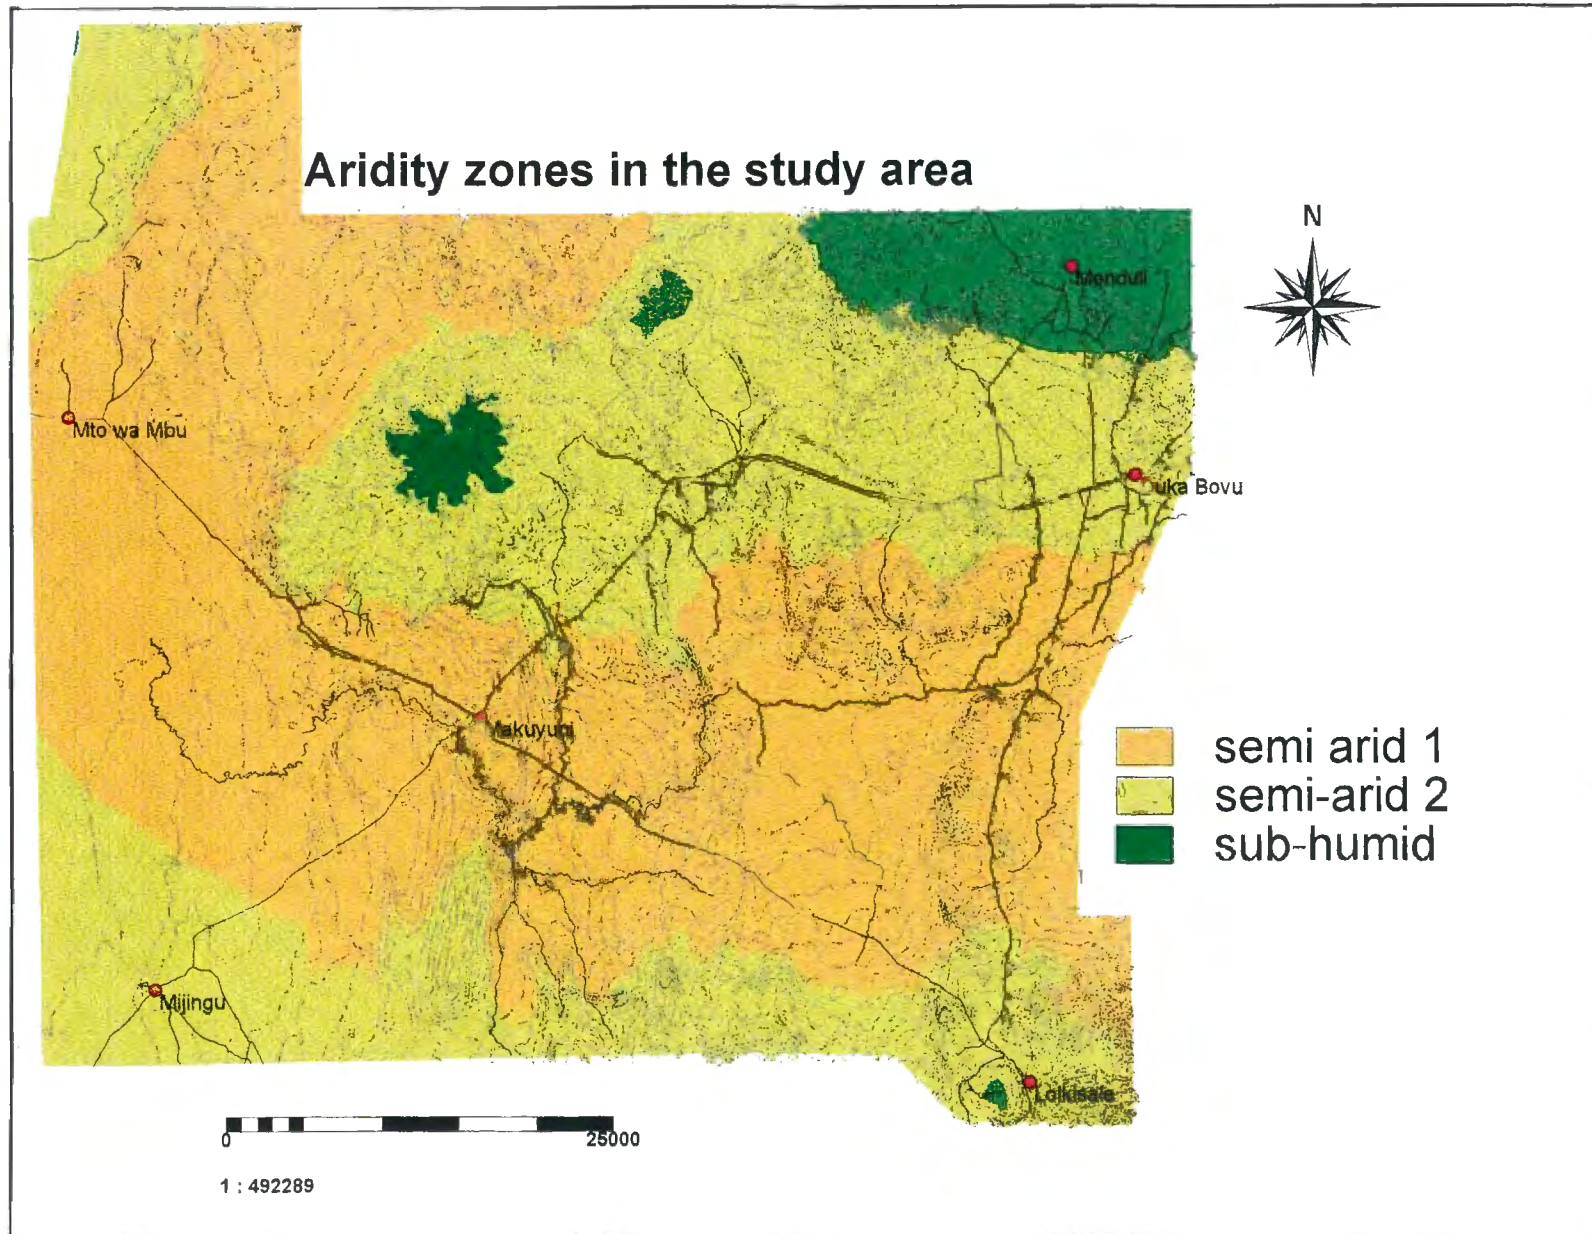 Aridity zones in the study area
N
Monduli
Mto wa Mbu
Duka Bovu
Makuyuni
semi arid 1
semi-arid 2
sub-humid
Mijingu
Lolkisale
0 25000
1 : 492289